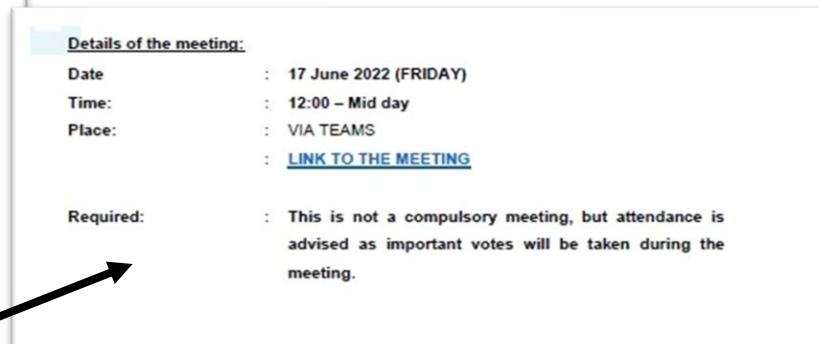 Details of the meeting:
Date : 17 June 2022 (FRIDAY)
Time: : 12:00 – Mid day
Place: : VIA TEAMS
: LINK TO THE MEETING
Required: : This is not a compulsory meeting, but attendance is
advised as important votes will be taken during the
meeting.